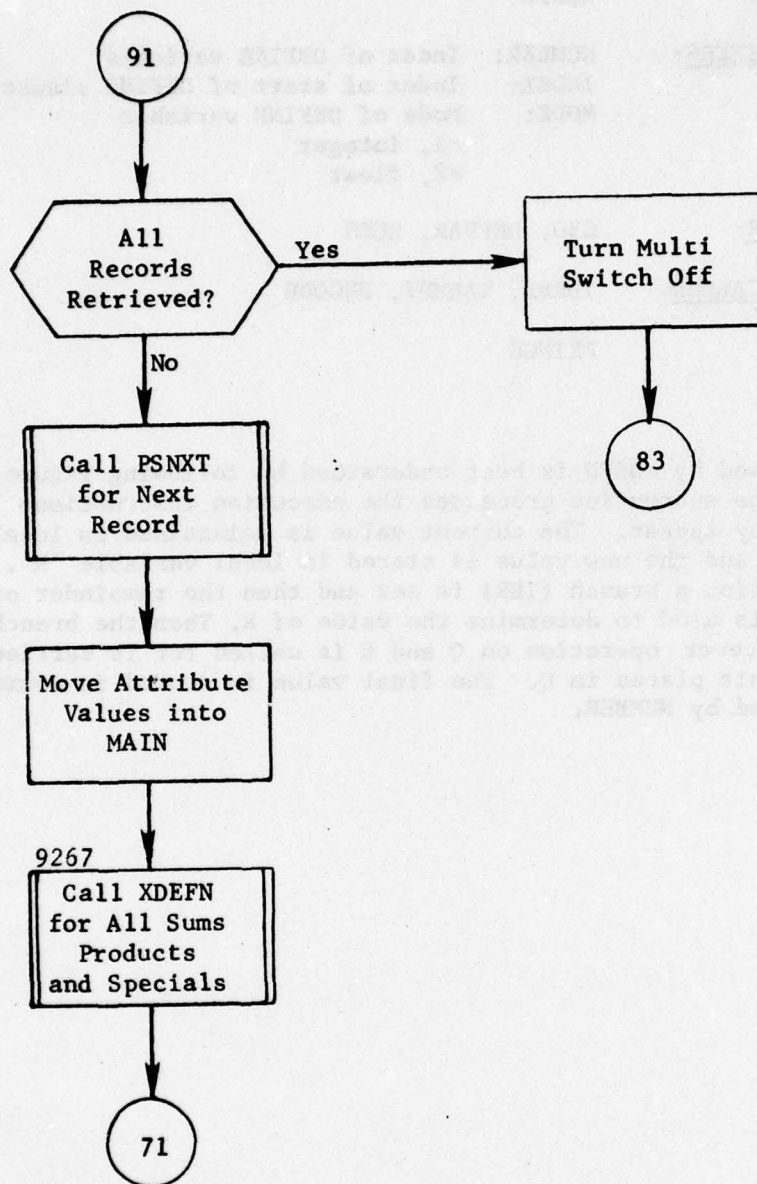 91
All
Records
Retrieved?
Yes
Turn Multi
Switch Off
No
83
Call PSNXT
for Next
Record
Move Attribute
Values into
MAIN
9267
Call XDEFN
for All Sums
Products
and Specials
71